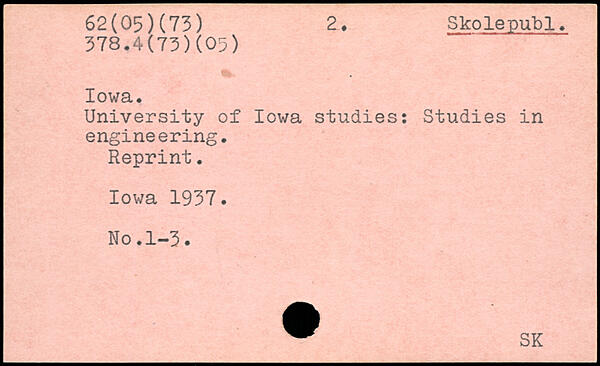 62(05)(73) 2. Skolepubl.
378.4(73)(05)
Iowa.
University of Iowa studies: Studies in
engineering.
Reprint.
Iowa 1937.
No.1-3.
SK